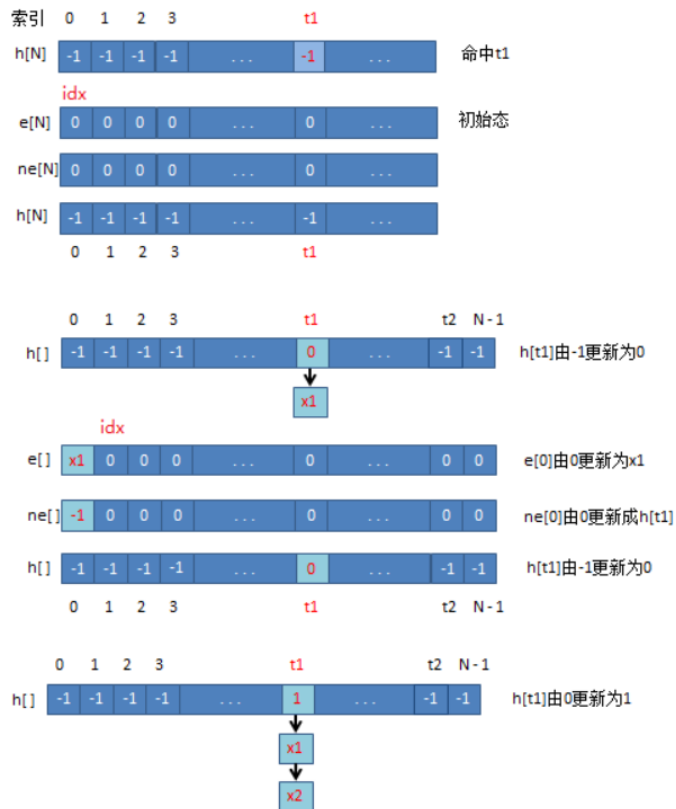 索引 0 1 2 3 t1
h[N] -1 -1 -1 -1 ... -1 ... 命中t1
idx
e[N] 0 0 0 0 ... 0 ... 初始态
ne[N] 0 0 0 0 ... 0 ...
h[N] -1 -1 -1 -1 ... -1 ...
0 1 2 3 t1
0 1 2 3 t1 t2 N-1
h[] -1 -1 -1 -1 ... 0 ... -1 -1 h[t1]由-1更新为0
x1
idx
e[] x1 0 0 0 ... 0 ... 0 0 e[0]由0更新为x1
ne[] -1 0 0 0 ... 0 ... 0 0 ne[0]由0更新成h[t1]
h[] -1 -1 -1 -1 ... 0 ... -1 -1 h[t1]由-1更新为0
0 1 2 3 t1 t2 N-1
0 1 2 3 t1 t2 N-1
h[] -1 -1 -1 -1 ... 1 ... -1 -1 h[t1]由0更新为1
x1
x2